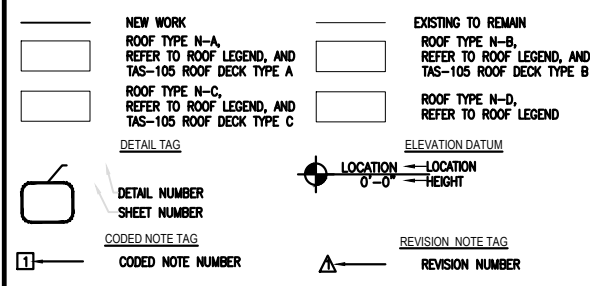 NEW WORK
EXISTING TO REMAIN
ROOF TYPE N-A,
REFER TO ROOF LEGEND, AND
TAS-105 ROOF DECK TYPE A
ROOF TYPE N-B,
REFER TO ROOF LEGEND, AND
TAS-105 ROOF DECK TYPE B
ROOF TYPE N-C,
REFER TO ROOF LEGEND, AND
TAS-105 ROOF DECK TYPE C
ROOF TYPE N-D,
REFER TO ROOF LEGEND
DETAIL TAG
DETAIL NUMBER
SHEET NUMBER
ELEVATION DATUM
LOCATION LOCATION
0'-0" HEIGHT
CODED NOTE TAG
1 CODED NOTE NUMBER
REVISION NOTE TAG
1 REVISION NUMBER